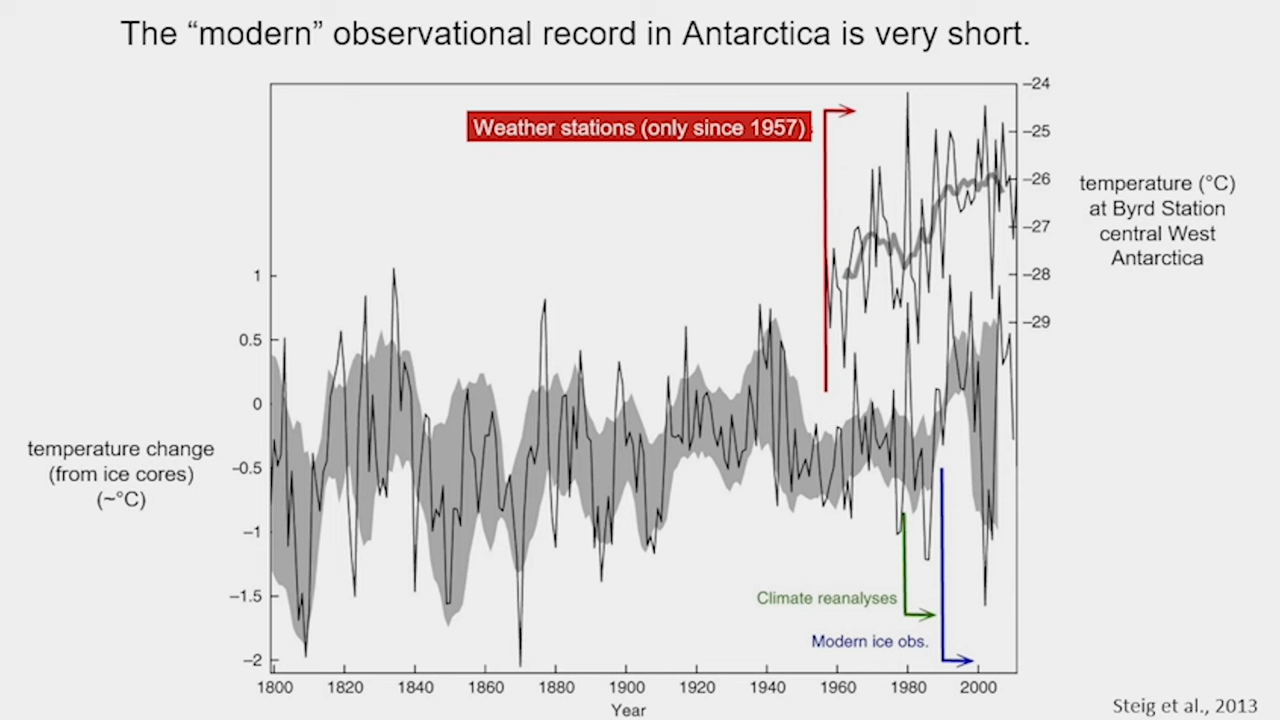 The “modern” observational record in Antarctica is very short.
Weather stations (only since 1957)
–24
–25
–26
–27
–28
–29
temperature (°C)
at Byrd Station
central West
Antarctica
1
0.5
0
–0.5
–1
–1.5
–2
temperature change
(from ice cores)
(~°C)
Climate reanalyses
Modern ice obs.
1800 1820 1840 1860 1880 1900 1920 1940 1960 1980 2000
Year
Steig et al., 2013